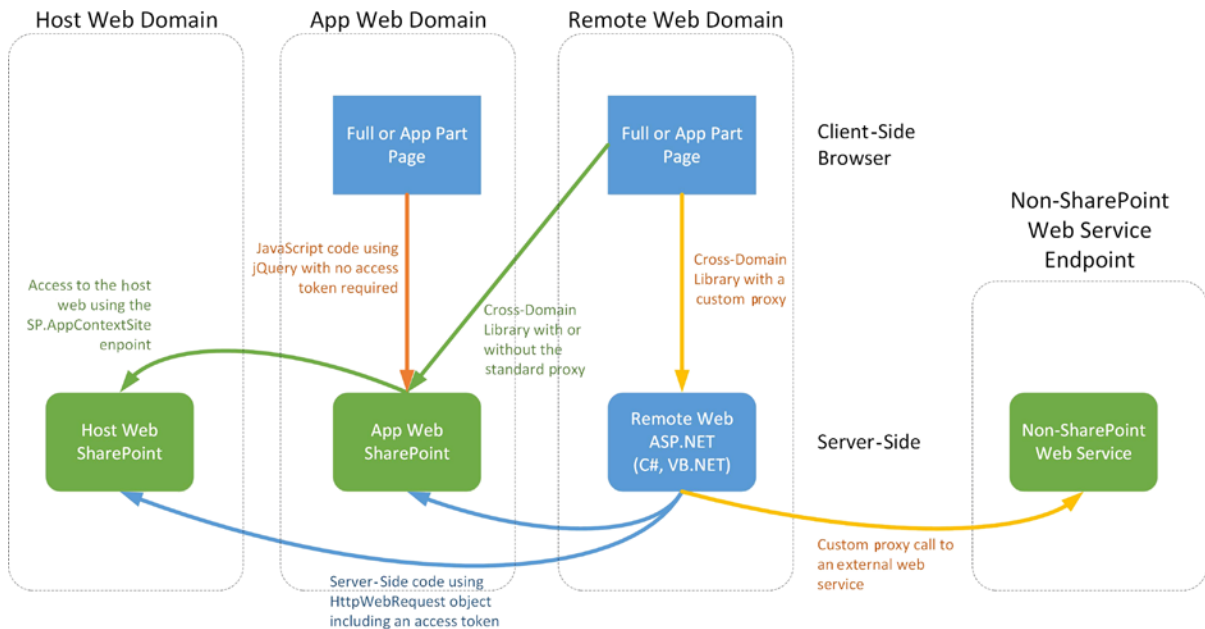 Host Web Domain
App Web Domain
Remote Web Domain
Full or App Part
Page
Full or App Part
Page
Client-Side
Browser
Non-SharePoint
Web Service
Endpoint
JavaScript code using
jQuery with no access
token required
Cross-Domain
Library with a
custom proxy
Access to the host
web using the
SP.AppContextSite
enpoint
Cross-Domain
Library with or
without the
standard proxy
Host Web
SharePoint
App Web
SharePoint
Remote Web
ASP.NET
(C#, VB.NET)
Server-Side
Non-SharePoint
Web Service
Custom proxy call to
an external web
service
Server-Side code using
HttpWebRequest object
including an access token